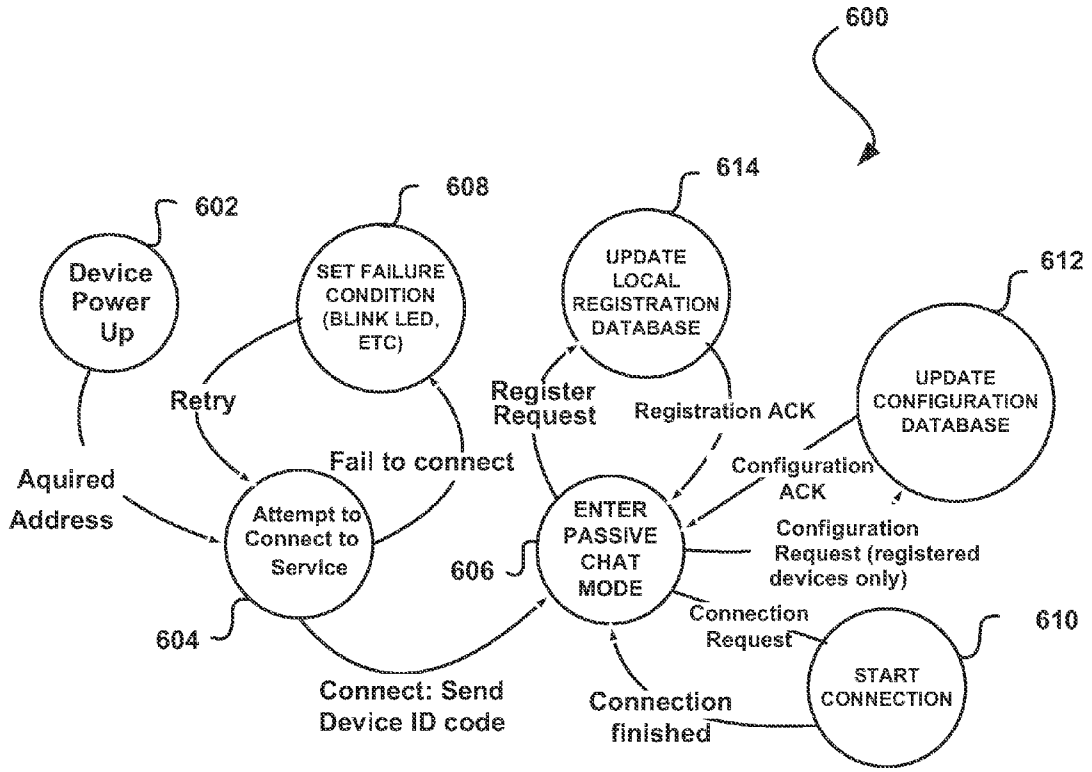 600
614
608
602
612
Device
Power
Up
SET FAILURE
CONDITION
(BLINK LED,
ETC)
UPDATE
LOCAL
REGISTRATION
DATABASE
UPDATE
CONFIGURATION
DATABASE
Retry
Register
Request
Registration ACK
Fail to connect
Configuration
ACK
Aquired
Address
Attempt to
Connect to
Service
ENTER
PASSIVE
CHAT
MODE
Configuration
Request (registered
devices only)
606
604
Connection
Request
610
START
CONNECTION
Connect: Send
Device ID code
Connection
finished